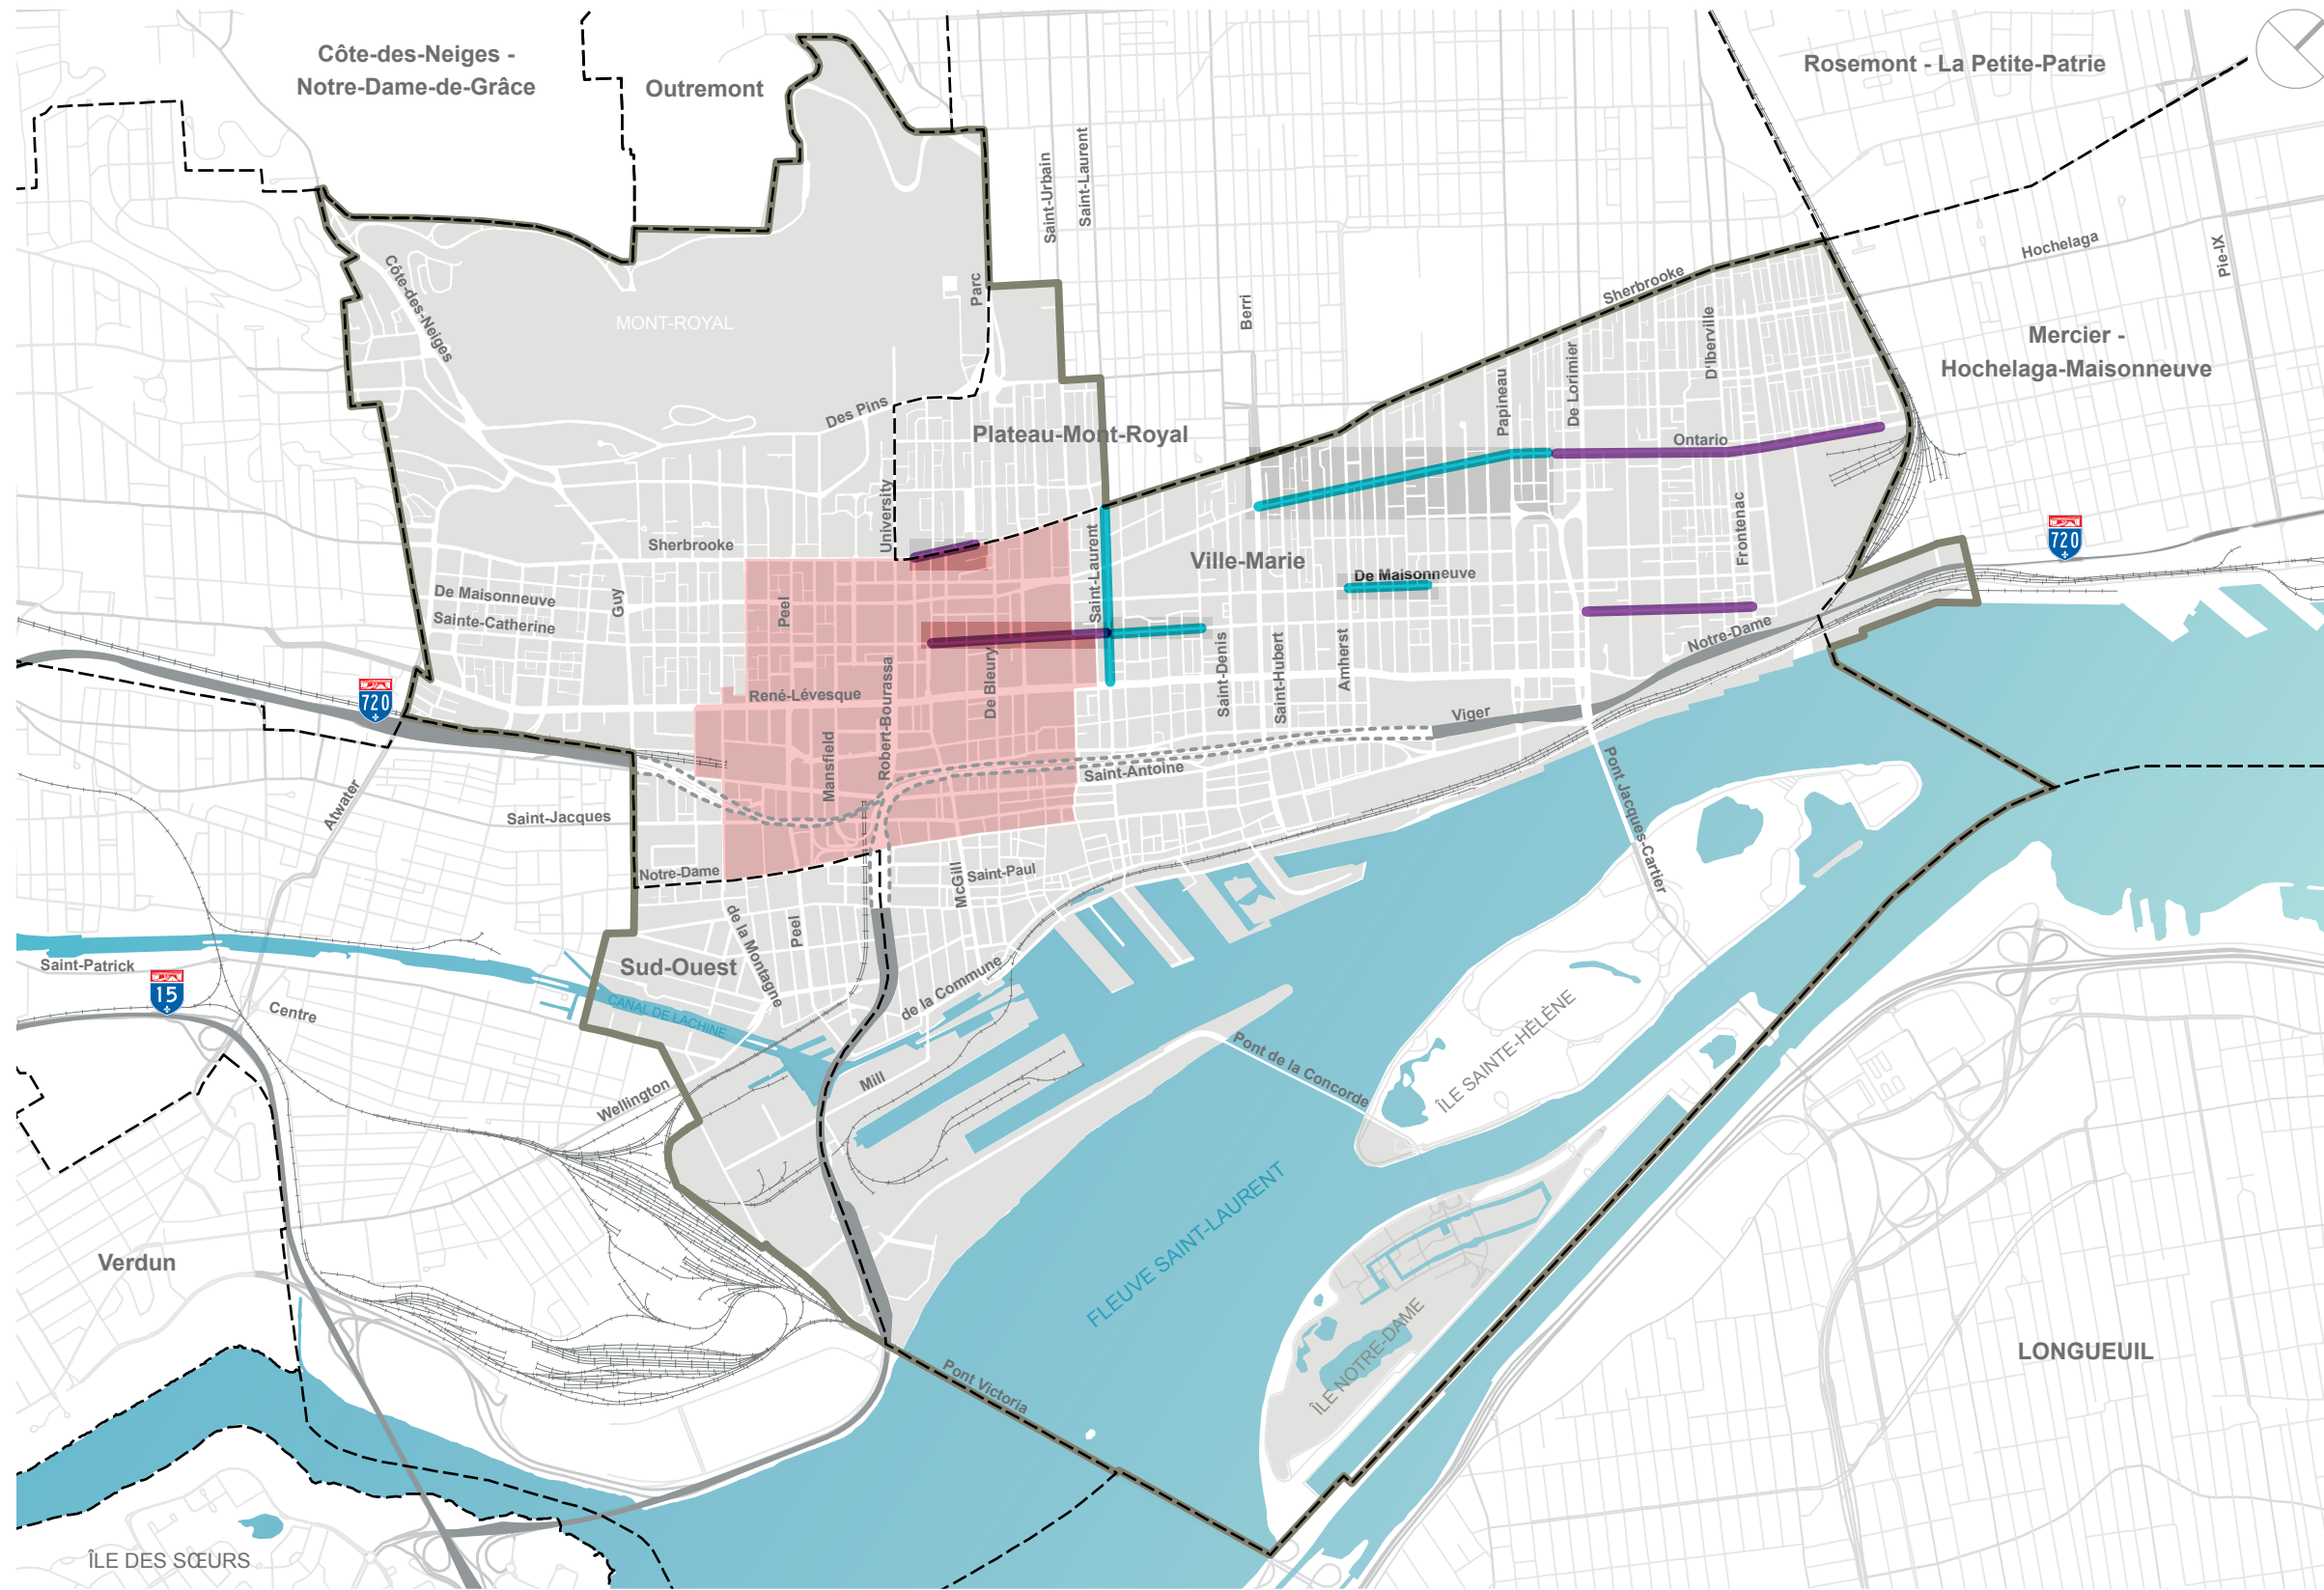 Côte-des-Neiges -
Notre-Dame-de-Grâce
Outremont
Rosemont - La Petite-Patrie
Saint-Urbain
Saint-Laurent
Hochelaga
Pie-IX
Côte-des-Neiges
MONT-ROYAL
Parc
Berri
Sherbrooke
D'Iberville
Mercier -
Hochelaga-Maisonneuve
Papineau
De Lorimier
Des Pins
Plateau-Mont-Royal
Ontario
University
Sherbrooke
Saint-Laurent
Ville-Marie
Frontenac
720
De Maisonneuve
De Maisonneuve
Sainte-Catherine
Guy
Peel
Notre-Dame
720
René-Lévesque
Robert-Bourassa
De Bleury
Saint-Denis
Saint-Hubert
Amherst
Viger
Mansfield
Saint-Antoine
Pont Jacques-Cartier
Atwater
Saint-Jacques
Notre-Dame
McGill
Saint-Paul
de la Montagne
Peel
Saint-Patrick
15
Sud-Ouest
Centre
CANAL DE LACHINE
de la Commune
Mill
Wellington
Pont de la Concorde
ÎLE SAINTE-HÉLÈNE
FLEUVE SAINT-LAURENT
Verdun
ÎLE NOTRE-DAME
Pont Victoria
LONGUEUIL
ÎLE DES SŒURS